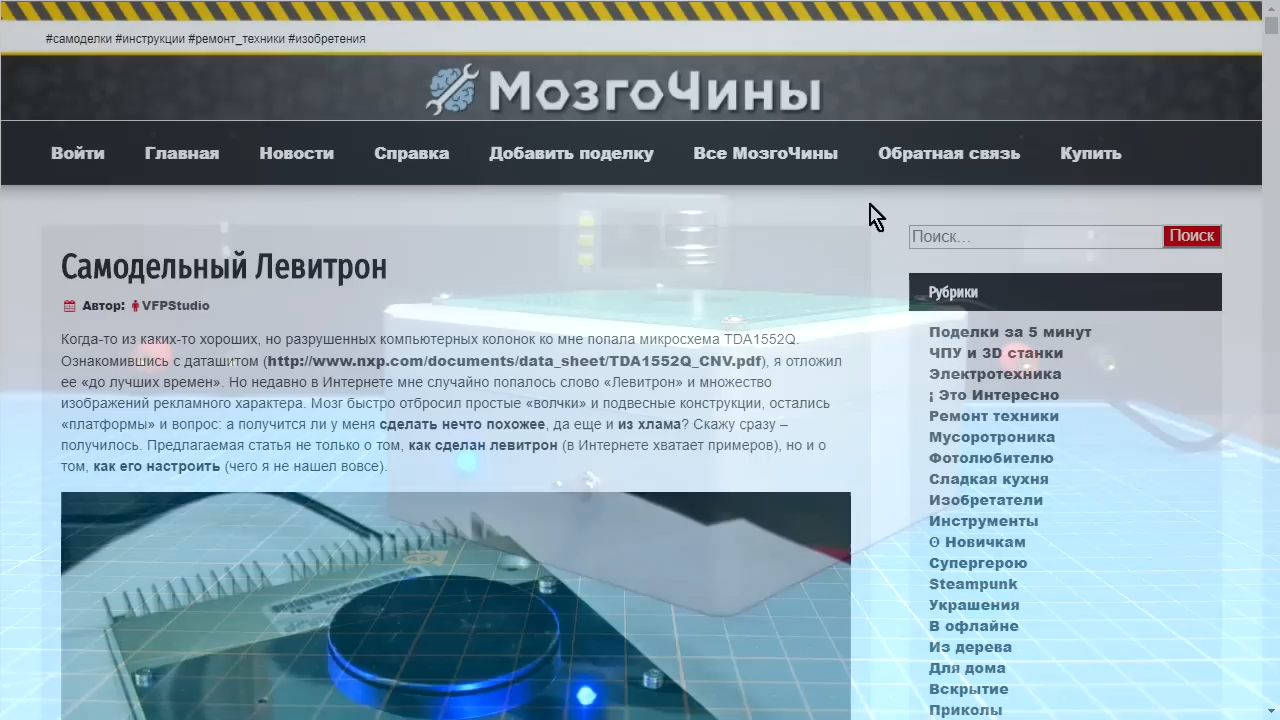 #самоделки #инструкции #ремонт_техники #изобретения
МозгоЧины
Войти Главная Новости Справка Добавить поделку Все МозгоЧины Обратная связь Купить
Поиск... Поиск
Самодельный Левитрон
Автор: VFPStudio
Когда-то из каких-то хороших, но разрушенных компьютерных колонок ко мне попала микросхема TDA1552Q.
Ознакомившись с даташитом (http://www.nxp.com/documents/data_sheet/TDA1552Q_CNV.pdf), я отложил
ее «до лучших времен». Но недавно в Интернете мне случайно попалось слово «Левитрон» и множество
изображений рекламного характера. Мозг быстро отбросил простые «волчки» и подвесные конструкции, остались
«платформы» и вопрос: а получится ли у меня сделать нечто похожее, да еще и из хлама? Скажу сразу –
получилось. Предлагаемая статья не только о том, как сделан левитрон (в Интернете хватает примеров), но и о
том, как его настроить (чего я не нашел вовсе).
Рубрики
Поделки за 5 минут
ЧПУ и 3D станки
Электротехника
¡ Это Интересно
Ремонт техники
Мусоротроника
Фотолюбителю
Сладкая кухня
Изобретатели
Инструменты
ʘ Новичкам
Супергерою
Steampunk
Украшения
В офлайне
Из дерева
Для дома
Вскрытие
Приколы